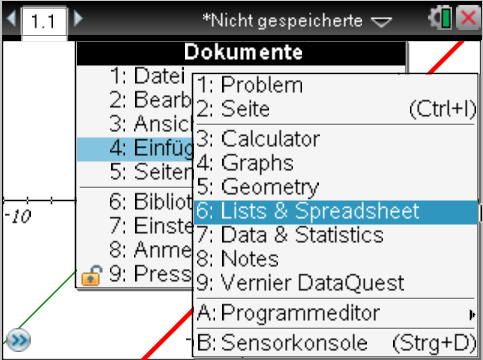 1.1 *Nicht gespeicherte
Dokumente
1: Datei
2: Bearb
3: Ansic
4: Einfüg
5: Seiten
6: Bibliot
7: Einste
8: Anme
9: Press
1: Problem
2: Seite (Ctrl+I)
3: Calculator
4: Graphs
5: Geometry
6: Lists & Spreadsheet
7: Data & Statistics
8: Notes
9: Vernier DataQuest
A: Programmeditor
B: Sensorkonsole (Strg+D)
-10